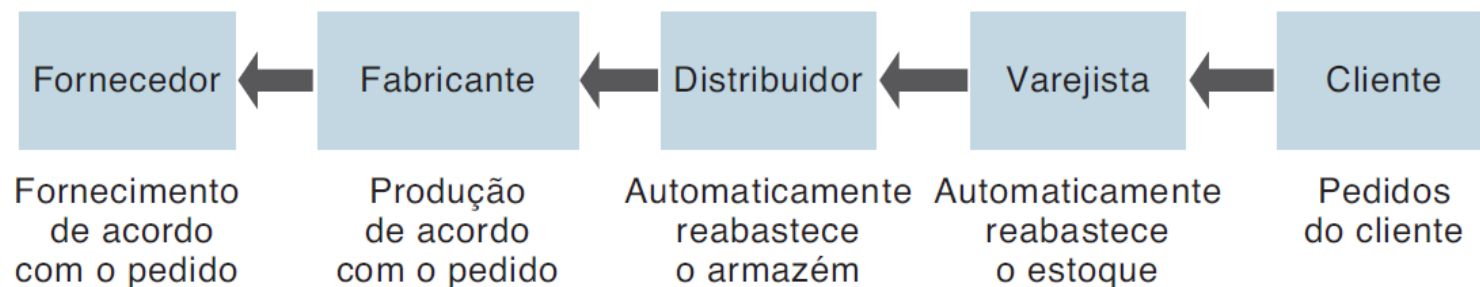 Fornecedor
Fabricante
Distribuidor
Varejista
Cliente
Fornecimento
de acordo
com o pedido
Produção
de acordo
com o pedido
Automaticamente
reabastece
o armazém
Automaticamente
reabastece
o estoque
Pedidos
do cliente